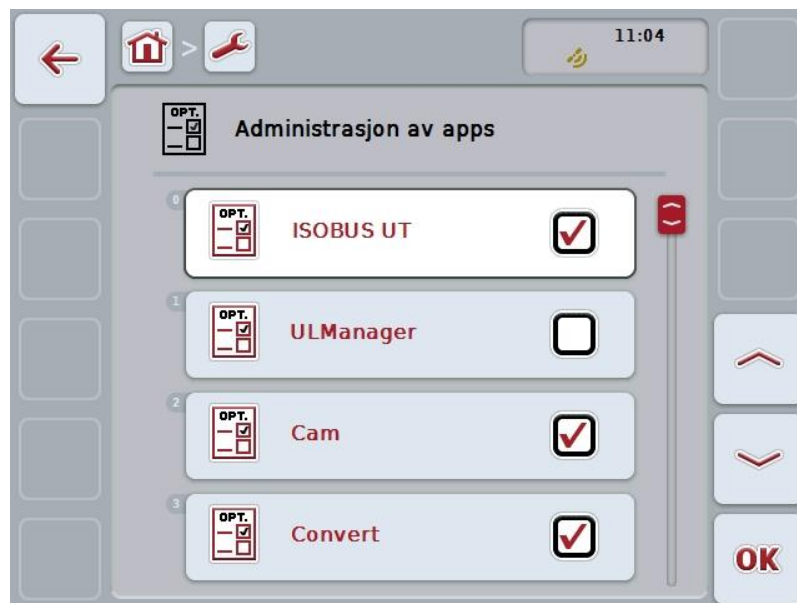 >
11:04
OPT.
Administrasjon av apps
0
OPT.
ISOBUS UT
1
OPT.
ULManager
2
OPT.
Cam
3
OPT.
Convert
OK